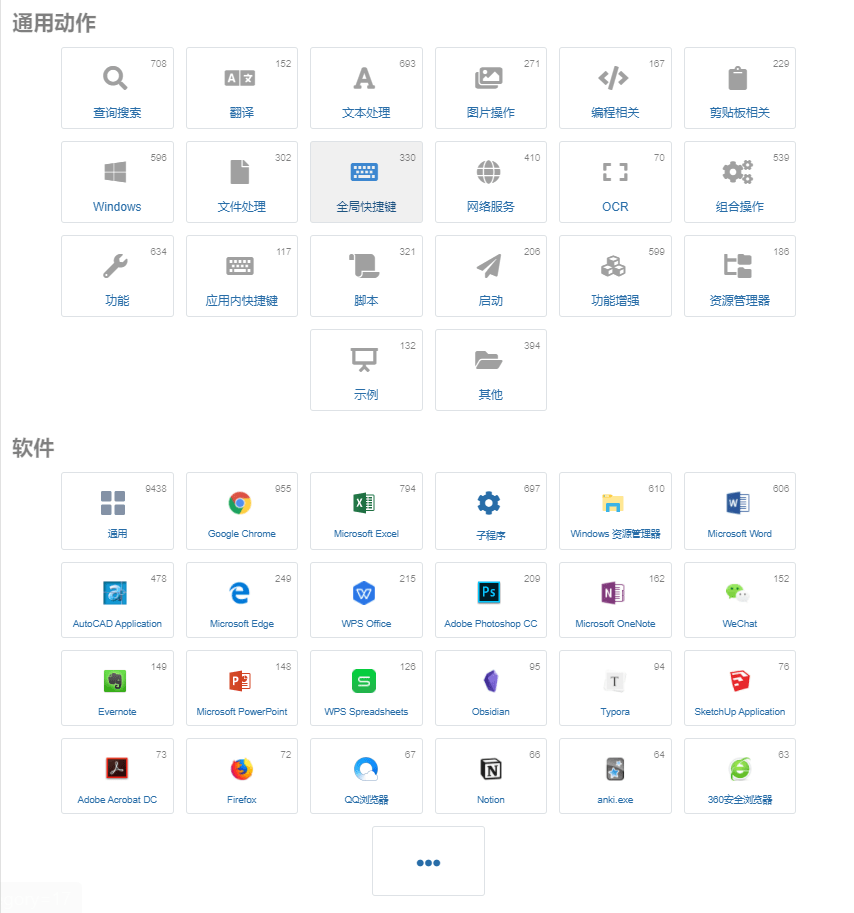 通用动作
708 152 693 271 167 229
查询搜索 翻译 文本处理 图片操作 编程相关 剪贴板相关
596 302 330 410 70 539
Windows 文件处理 全局快捷键 网络服务 OCR 组合操作
634 117 321 206 599 186
功能 应用内快捷键 脚本 启动 功能增强 资源管理器
132 394
示例 其他
软件
9438 955 794 697 610 606
通用 Google Chrome Microsoft Excel 子程序 Windows 资源管理器 Microsoft Word
478 249 215 209 162 152
AutoCAD Application Microsoft Edge WPS Office Adobe Photoshop CC Microsoft OneNote WeChat
149 148 126 95 94 76
Evernote Microsoft PowerPoint WPS Spreadsheets Obsidian Typora SketchUp Application
73 72 67 66 64 63
Adobe Acrobat DC Firefox QQ浏览器 Notion anki.exe 360安全浏览器